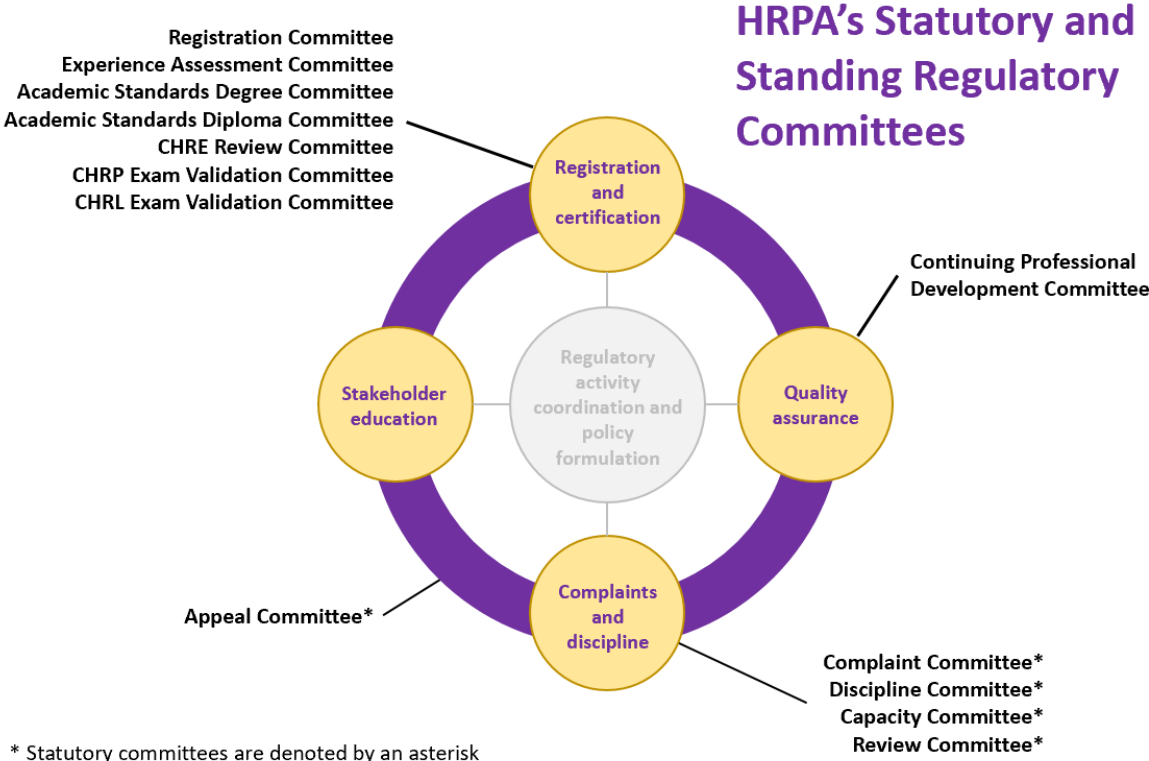 HRPA’s Statutory and
Standing Regulatory
Committees
Registration Committee
Experience Assessment Committee
Academic Standards Degree Committee
Academic Standards Diploma Committee
CHRE Review Committee
CHRP Exam Validation Committee
CHRL Exam Validation Committee
Registration
and
certification
Continuing Professional
Development Committee
Regulatory
activity
coordination and
policy
formulation
Stakeholder
education
Quality
assurance
Complaints
and
discipline
Appeal Committee*
Complaint Committee*
Discipline Committee*
Capacity Committee*
Review Committee*
* Statutory committees are denoted by an asterisk